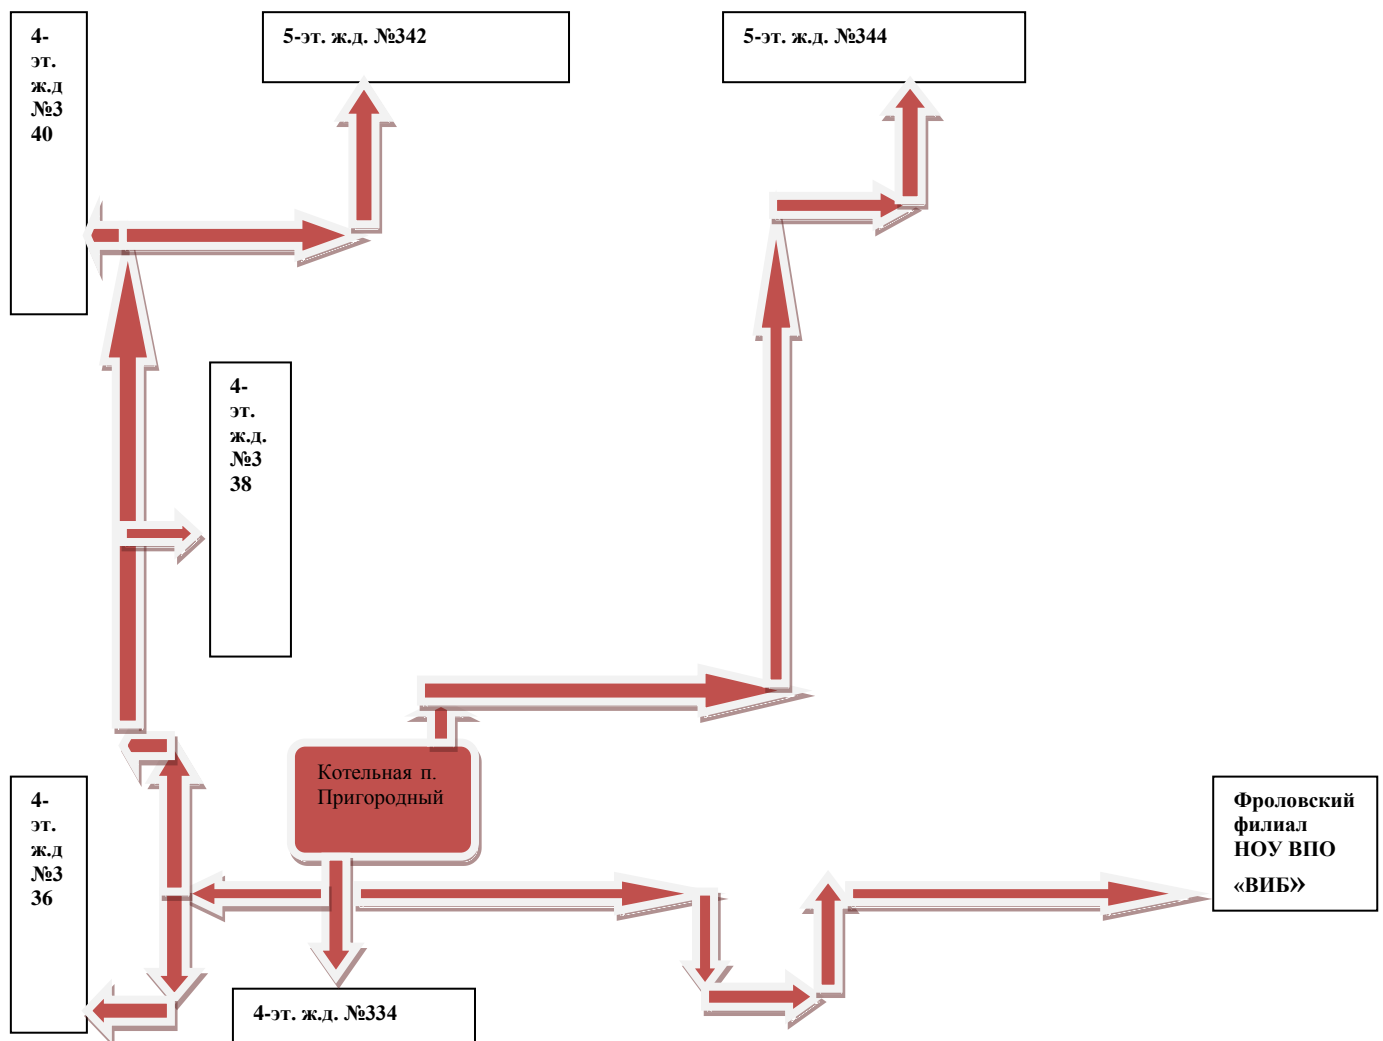 4-
эт.
ж.д
№3
40
5-эт. ж.д. №342
5-эт. ж.д. №344
4-
эт.
ж.д.
№3
38
Котельная п.
Пригородный
4-
эт.
ж.д
№3
36
Фроловский
филиал
НОУ ВПО
«ВИБ»
4-эт. ж.д. №334